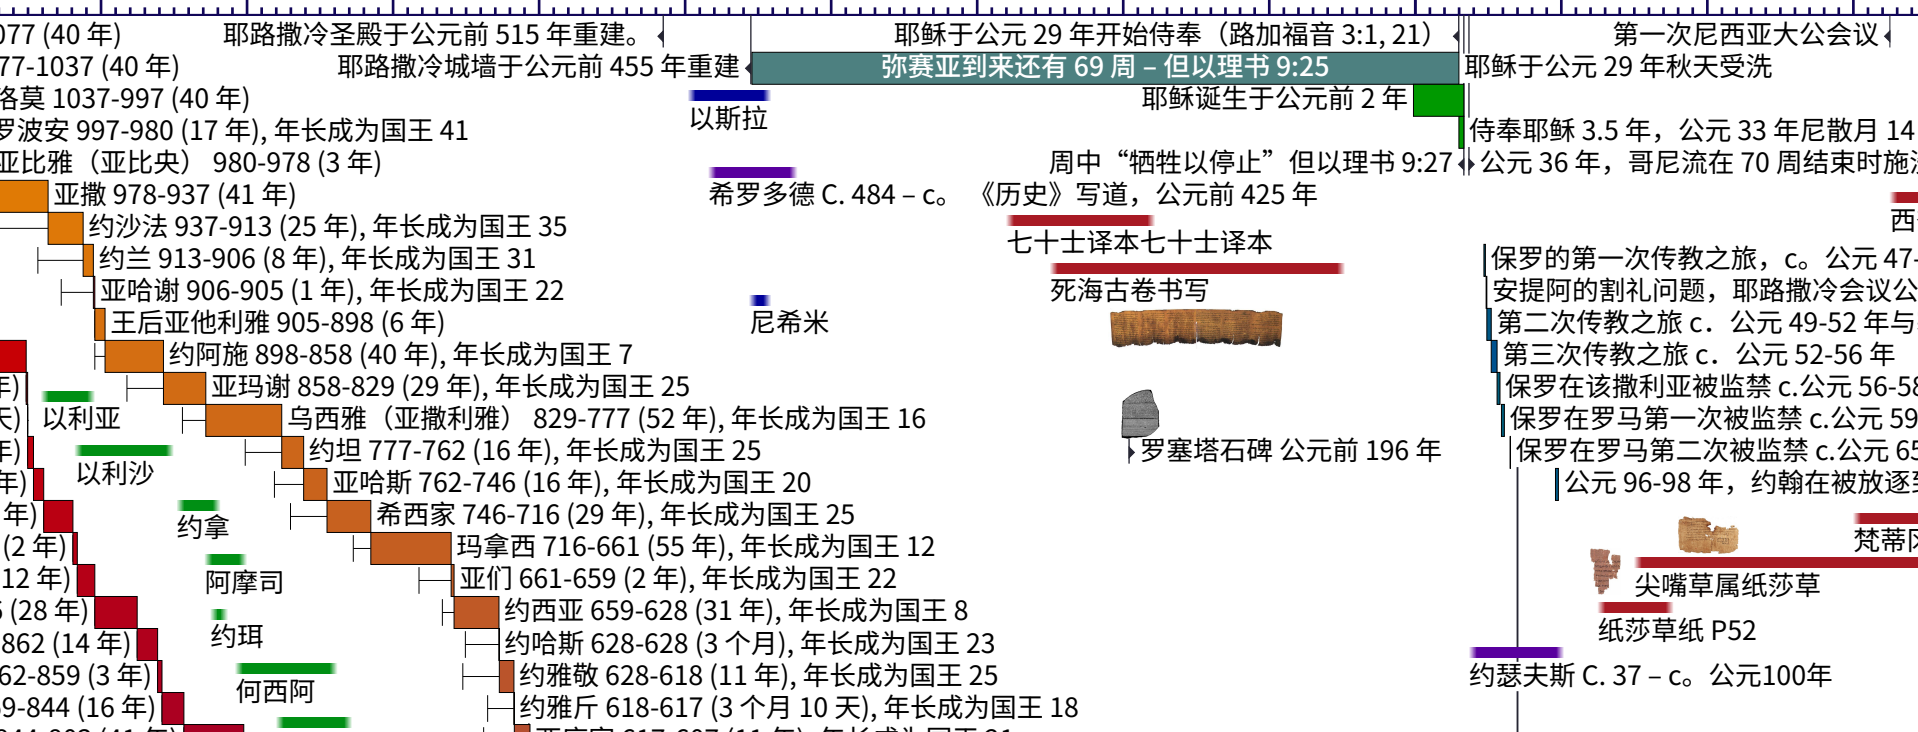 077 (40 年)
耶路撒冷圣殿于公元前 515 年重建。
耶稣于公元 29 年开始侍奉（路加福音 3:1, 21）
第一次尼西亚大公会议
77-1037 (40 年)
耶路撒冷城墙于公元前 455 年重建
弥赛亚到来还有 69 周 – 但以理书 9:25
耶稣于公元 29 年秋天受洗
洛莫 1037-997 (40 年)
以斯拉
耶稣诞生于公元前 2 年
罗波安 997-980 (17 年), 年长成为国王 41
侍奉耶稣 3.5 年，公元 33 年尼散月 14
亚比雅（亚比央） 980-978 (3 年)
周中“牺牲以停止”但以理书 9:27
公元 36 年，哥尼流在 70 周结束时施洗
亚撒 978-937 (41 年)
希罗多德 C. 484 – c。 《历史》写道，公元前 425 年
西
约沙法 937-913 (25 年), 年长成为国王 35
七十士译本七十士译本
约兰 913-906 (8 年), 年长成为国王 31
保罗的第一次传教之旅，c。公元 47-
亚哈谢 906-905 (1 年), 年长成为国王 22
死海古卷书写
安提阿的割礼问题，耶路撒冷会议公
王后亚他利雅 905-898 (6 年)
尼希米
第二次传教之旅 c．公元 49-52 年与
约阿施 898-858 (40 年), 年长成为国王 7
第三次传教之旅 c．公元 52-56 年
年)
亚玛谢 858-829 (29 年), 年长成为国王 25
保罗在该撒利亚被监禁 c.公元 56-58
天)
以利亚
乌西雅（亚撒利雅） 829-777 (52 年), 年长成为国王 16
保罗在罗马第一次被监禁 c.公元 59
年)
约坦 777-762 (16 年), 年长成为国王 25
罗塞塔石碑 公元前 196 年
保罗在罗马第二次被监禁 c.公元 65
以利沙
年)
亚哈斯 762-746 (16 年), 年长成为国王 20
公元 96-98 年，约翰在被放逐到
年)
约拿
希西家 746-716 (29 年), 年长成为国王 25
(2 年)
玛拿西 716-661 (55 年), 年长成为国王 12
梵蒂冈
12 年)
阿摩司
亚们 661-659 (2 年), 年长成为国王 22
尖嘴草属纸莎草
(28 年)
约西亚 659-628 (31 年), 年长成为国王 8
纸莎草纸 P52
约珥
862 (14 年)
约哈斯 628-628 (3 个月), 年长成为国王 23
62-859 (3 年)
何西阿
约雅敬 628-618 (11 年), 年长成为国王 25
约瑟夫斯 C. 37 – c。公元100年
9-844 (16 年)
约雅斤 618-617 (3 个月 10 天), 年长成为国王 18